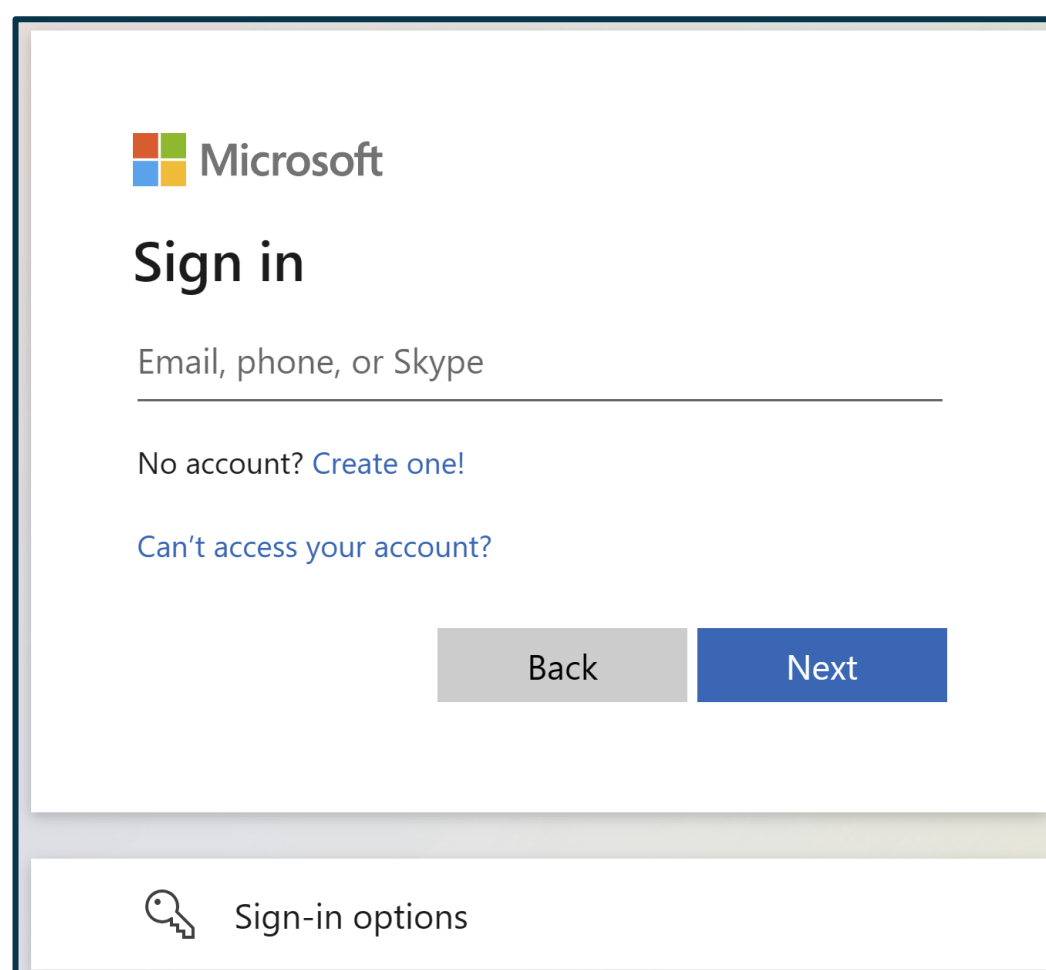 Microsoft
Sign in
Email, phone, or Skype
No account? Create one!
Can’t access your account?
Back
Next
Sign-in options